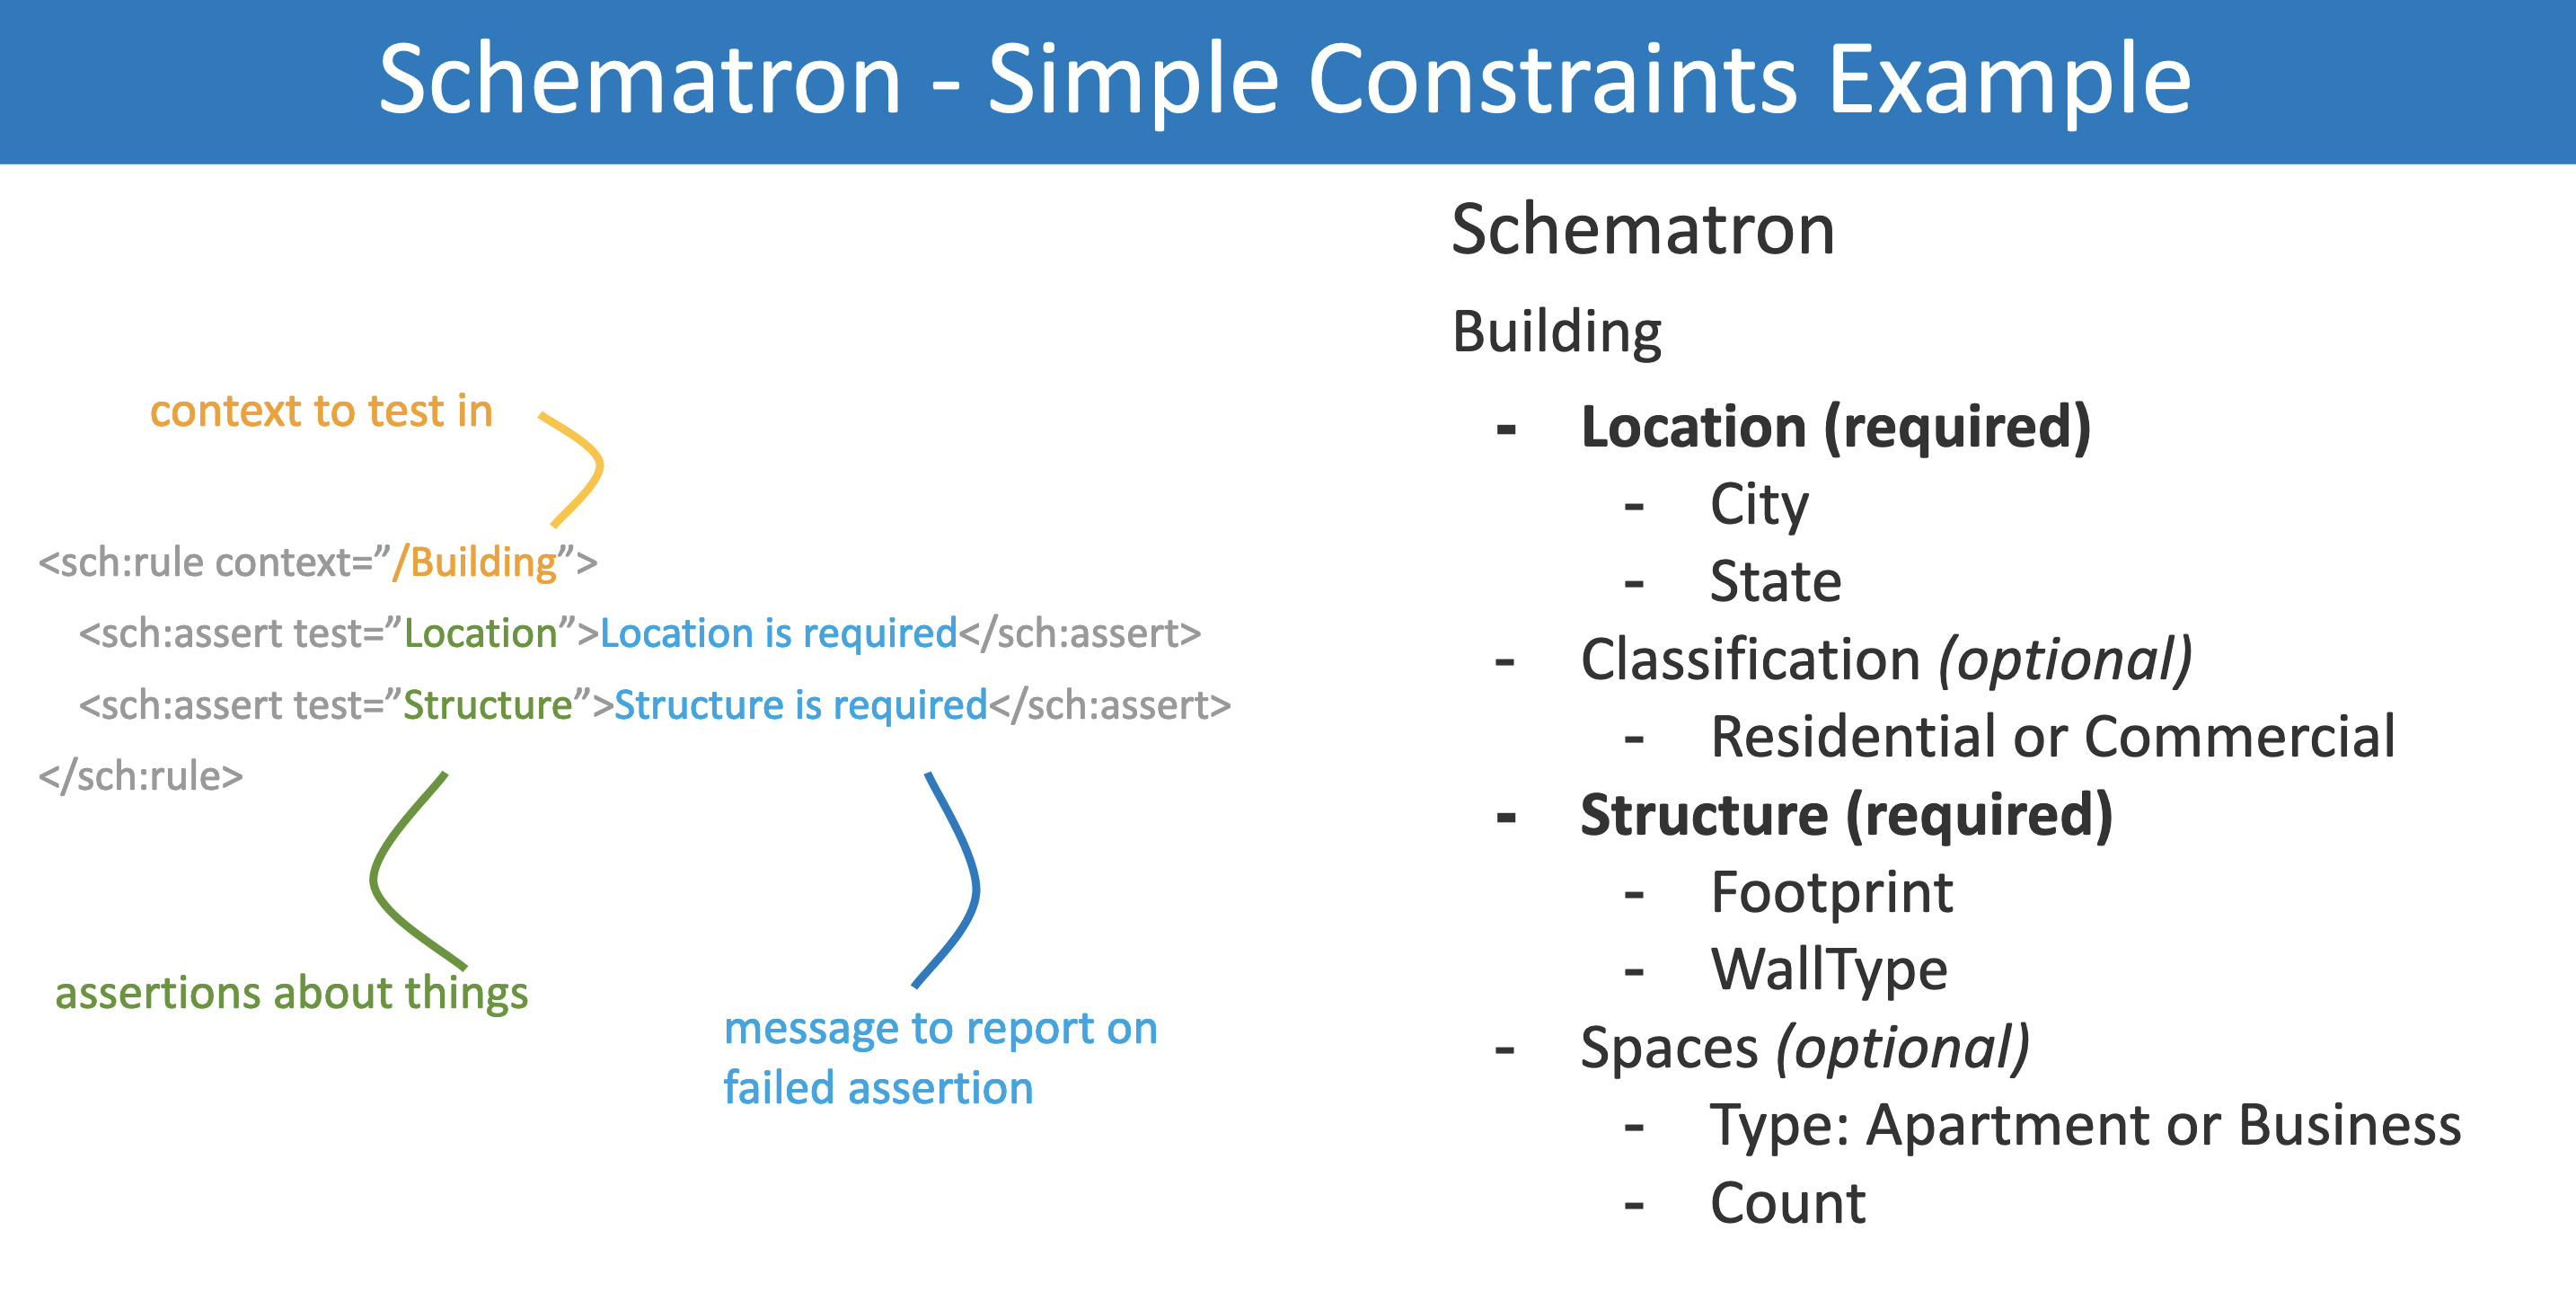 Schematron - Simple Constraints Example
context to test in
<sch:rule context=”/Building”>
<sch:assert test=”Location”>Location is required</sch:assert>
<sch:assert test=”Structure”>Structure is required</sch:assert>
</sch:rule>
assertions about things
message to report on
failed assertion
Schematron
Building
- Location (required)
- City
- State
- Classification (optional)
- Residential or Commercial
- Structure (required)
- Footprint
- WallType
- Spaces (optional)
- Type: Apartment or Business
- Count